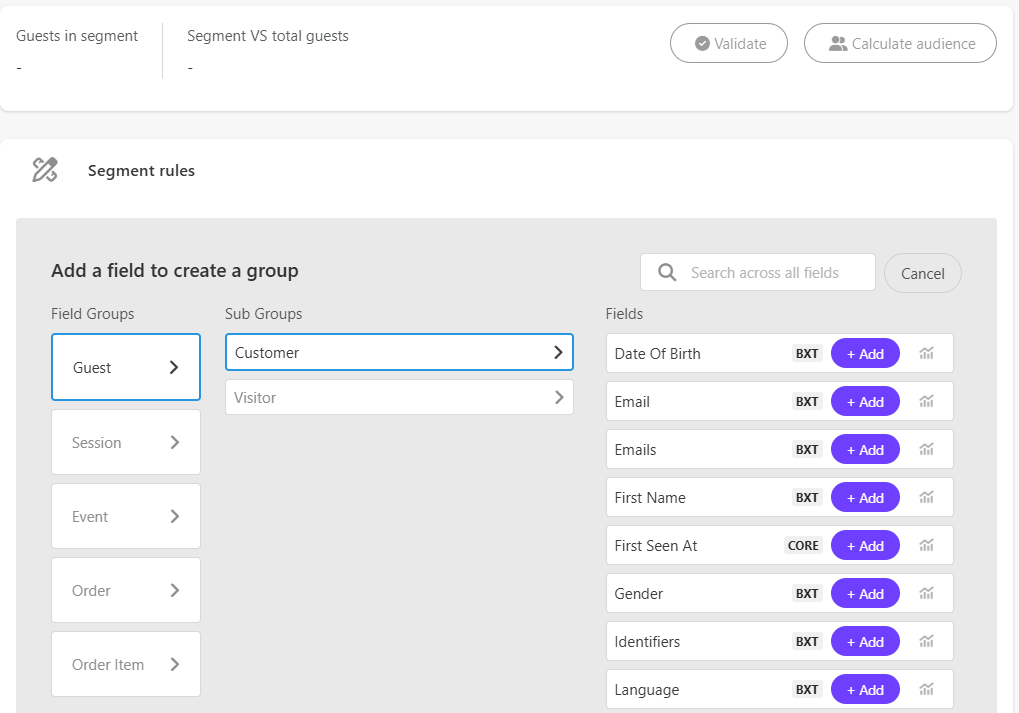 Guests in segment
Segment VS total guests
-
-
Validate
Calculate audience
Segment rules
Add a field to create a group
Search across all fields
Cancel
Field Groups
Sub Groups
Fields
Guest
Session
Event
Order
Order Item
Customer
Visitor
Date Of Birth BXT + Add
Email BXT + Add
Emails BXT + Add
First Name BXT + Add
First Seen At CORE + Add
Gender BXT + Add
Identifiers BXT + Add
Language BXT + Add